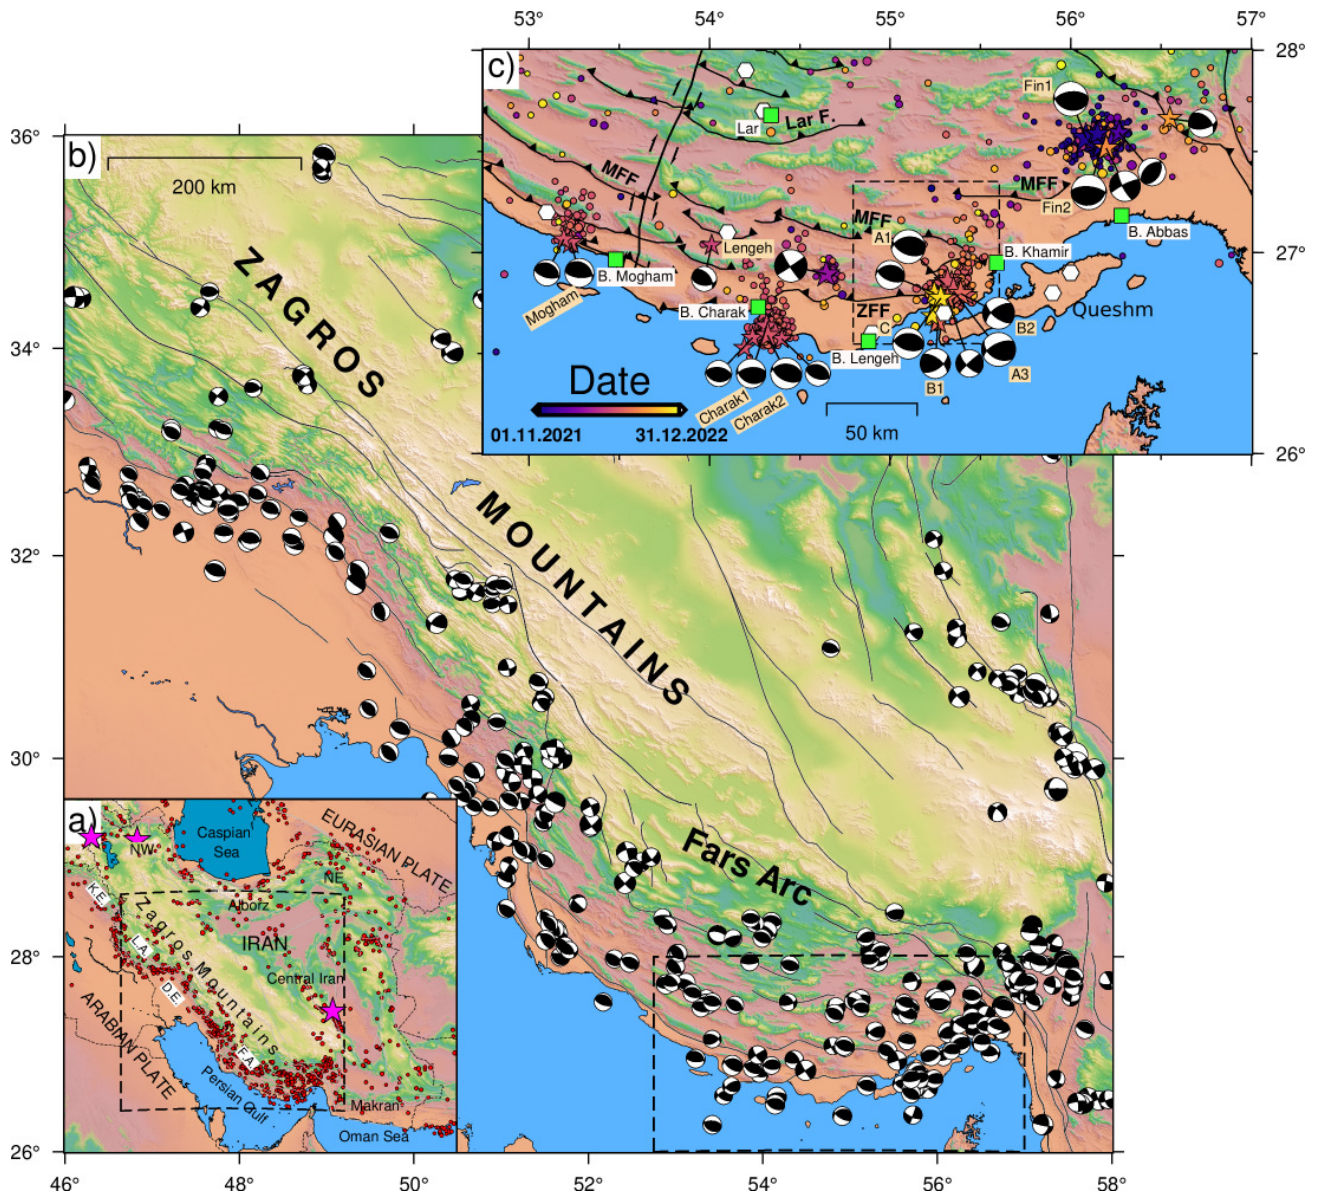 53°
54°
55°
56°
57°
28°
27°
26°
c)
Fin1
Lar
Lar F.
MFF
MFF
MFF
Fin2
B. Abbas
A1
Lengeh
B. Khamir
B. Mogham
Mogham
B. Charak
ZFF
C
B2
Queshm
B. Lengeh
A3
B1
Charak1
Charak2
Date
01.11.2021
31.12.2022
50 km
36°
b)
200 km
34°
32°
30°
28°
26°
ZAGROS
MOUNTAINS
Fars Arc
a)
Caspian
Sea
EURASIAN PLATE
NW
NE
K.E.
Alborz
L.A.
IRAN
Zagros Mountains
Central Iran
D.E.
ARABIAN PLATE
F.A.
Persian Gulf
Makran
Oman Sea
46°
48°
50°
52°
54°
56°
58°